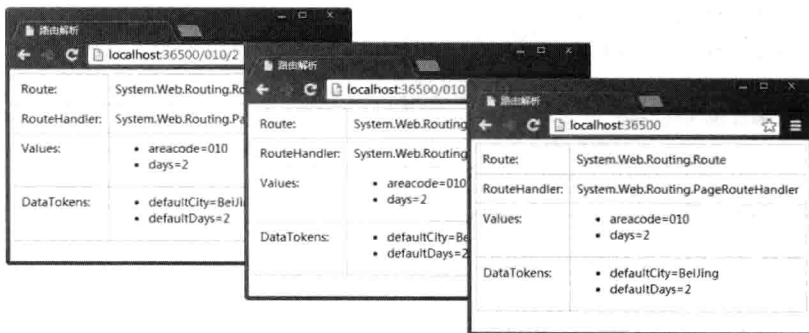 路由解析
localhost:36500/010/2
Route: System.Web.Routing.Ro
RouteHandler: System.Web.Routing.Pa
Values:
• areacode=010
• days=2
DataTokens:
• defaultCity=BeiJi
• defaultDays=2
路由解析
localhost:36500/010
Route: System.Web.Routing
RouteHandler: System.Web.Routing
Values:
• areacode=010
• days=2
DataTokens:
• defaultCity=Be
• defaultDays=2
路由解析
localhost:36500
Route: System.Web.Routing.Route
RouteHandler: System.Web.Routing.PageRouteHandler
Values:
• areacode=010
• days=2
DataTokens:
• defaultCity=BeiJing
• defaultDays=2